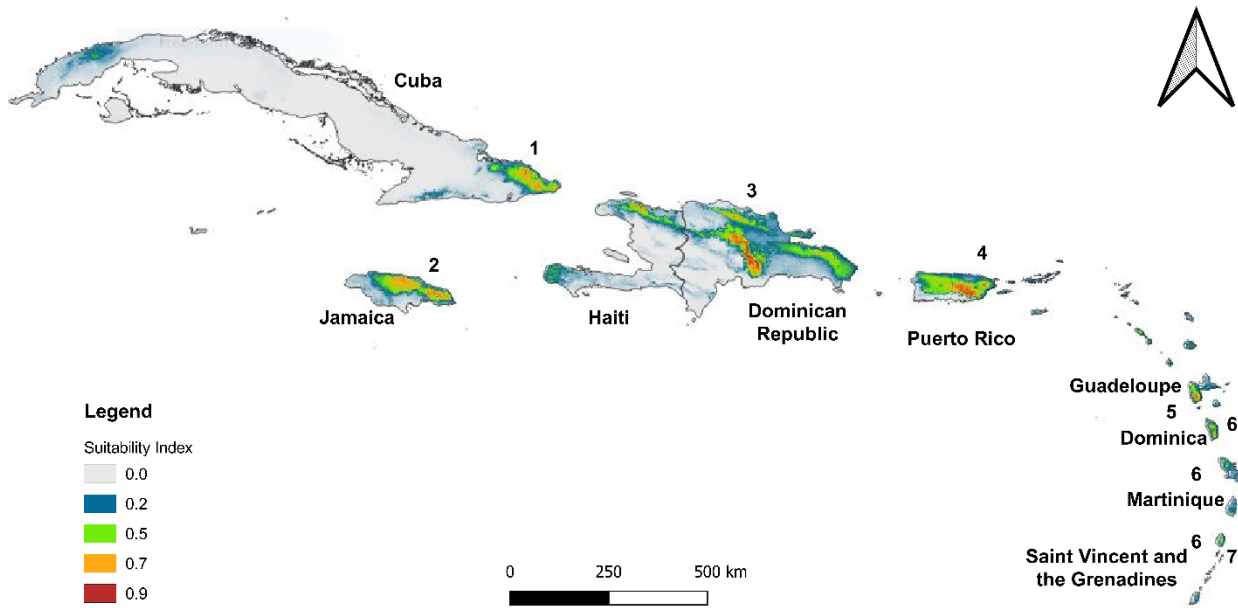 Cuba
1
3
2
4
Jamaica
Haiti
Dominican
Republic
Puerto Rico
Guadeloupe
5
6
Dominica
6
Martinique
6
Saint Vincent and
the Grenadines
7
Legend
Suitability Index
0.0
0.2
0.5
0.7
0.9
0 250 500 km